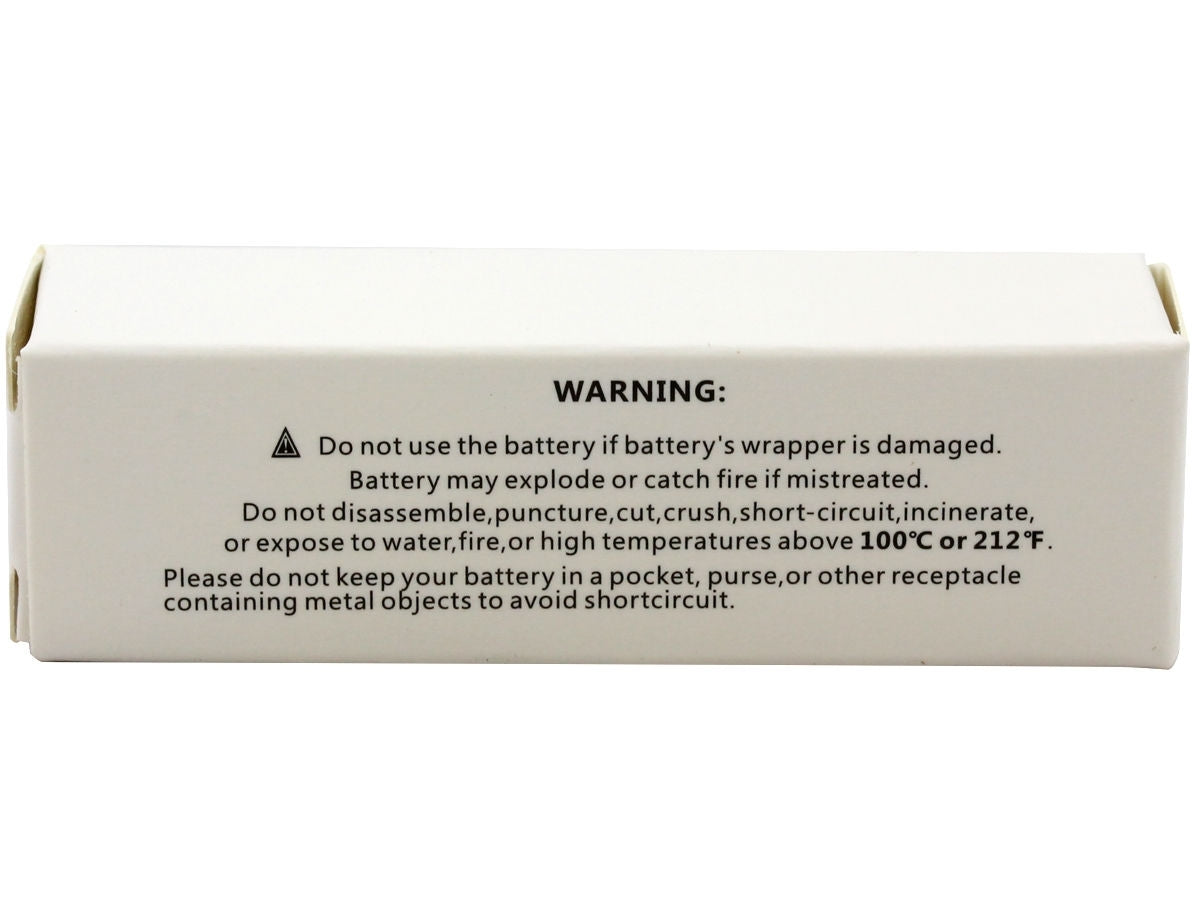 WARNING:
Do not use the battery if battery's wrapper is damaged.
Battery may explode or catch fire if mistreated.
Do not disassemble,puncture,cut,crush,short-circuit,incinerate,
or expose to water,fire,or high temperatures above 100℃ or 212℉.
Please do not keep your battery in a pocket, purse,or other receptacle
containing metal objects to avoid shortcircuit.